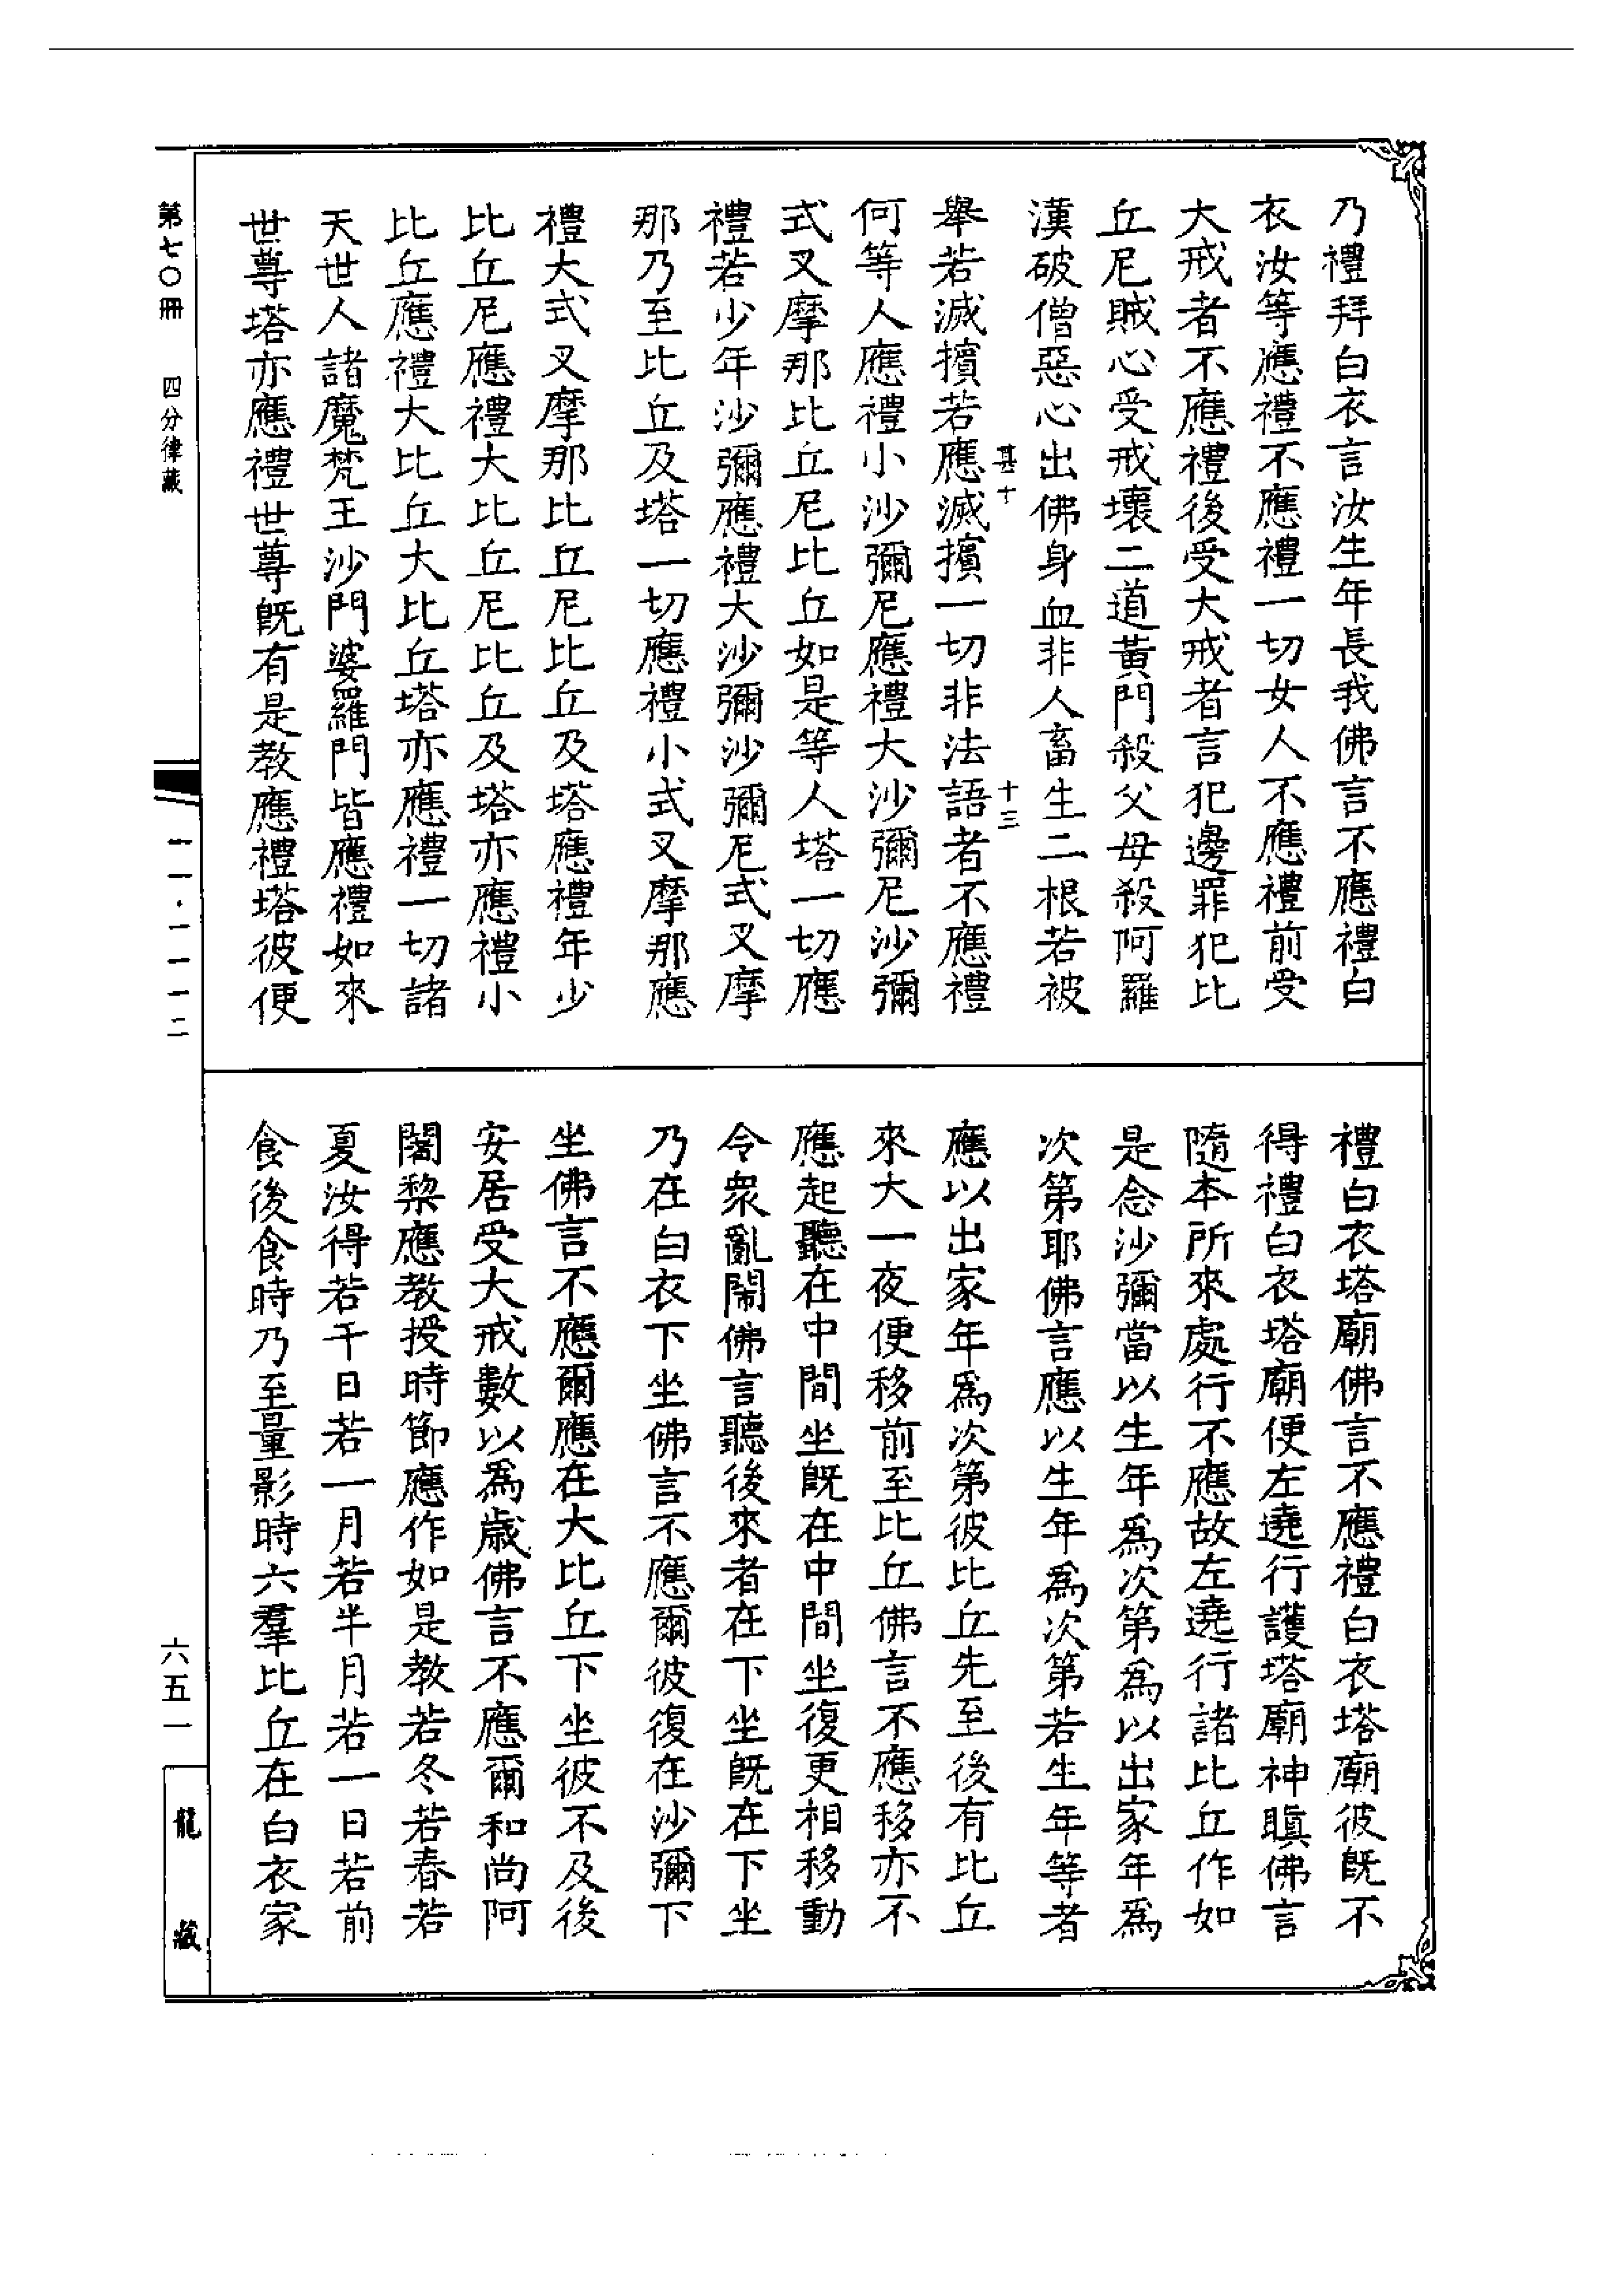 乃禮拜白衣言汝生年長我佛言不應禮白
衣汝等應禮不應禮一切女人不應禮前受
大戒者不應禮後受大戒者言犯邊罪犯比
丘尼賊心受戒壞二道黃門殺父母殺阿羅
漢破僧惡心出佛身血非人畜生二根若被
甚十
十三
舉若滅擯若應滅擯一切非法語者不應禮
何等人應禮小沙彌尼應禮大沙彌尼沙彌
式叉摩那比丘尼比丘如是等人塔一切應
禮若少年沙彌應禮大沙彌沙彌尼式叉摩
那乃至比丘及塔一切應禮小式叉摩那應
禮大式叉摩那比丘尼比丘及塔應禮年少
比丘尼應禮大比丘尼比丘及塔亦應禮小
比丘應禮大比丘大比丘塔亦應禮一切諸
天世人諸魔梵王沙門婆羅門皆應禮如來
世尊塔亦應禮世尊既有是教應禮塔彼便
禮白衣塔廟佛言不應禮白衣塔廟彼既不
得禮白衣塔廟便左遶行護塔廟神瞋佛言
隨本所來處行不應故左遶行諸比丘作如
是念沙彌當以生年為次第為以出家年為
次第耶佛言應以生年為次第若生年等者
應以出家年為次第彼比丘先至後有比丘
來大一夜便移前至比丘佛言不應移亦不
應起聽在中間坐既在中間坐復更相移動
令眾亂鬧佛言聽後來者在下坐既在下坐
乃在白衣下坐佛言不應爾彼復在沙彌下
坐佛言不應爾應在大比丘下坐彼不及後
安居受大戒數以為歲佛言不應爾和尚阿
闍黎應教授時節應作如是教若冬若春若
夏汝得若干日若一月若半月若一日若前
食後食時乃至量影時六羣比丘在白衣家
第七〇冊 四分律藏
一一·一一一二
六五一
龍藏